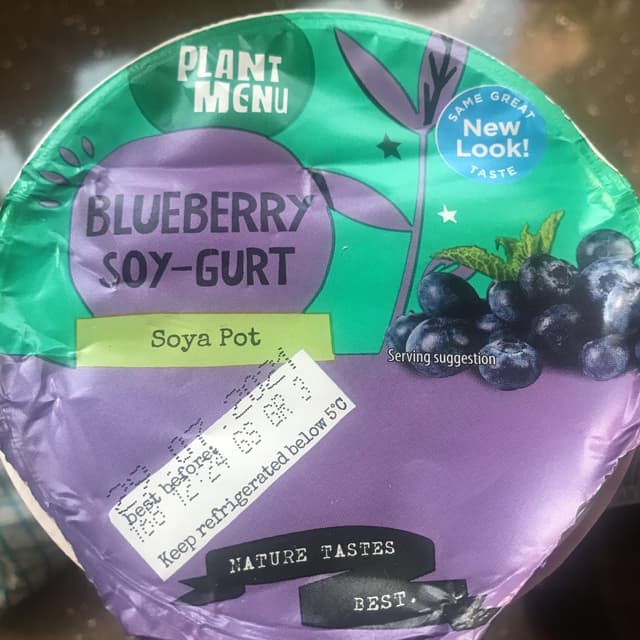 PLANT
MENU
SAME GREAT
New
Look!
TASTE
BLUEBERRY
SOY-GURT
Soya Pot
Serving suggestion
best before:
Keep refrigerated below 5°C
NATURE TASTES
BEST.